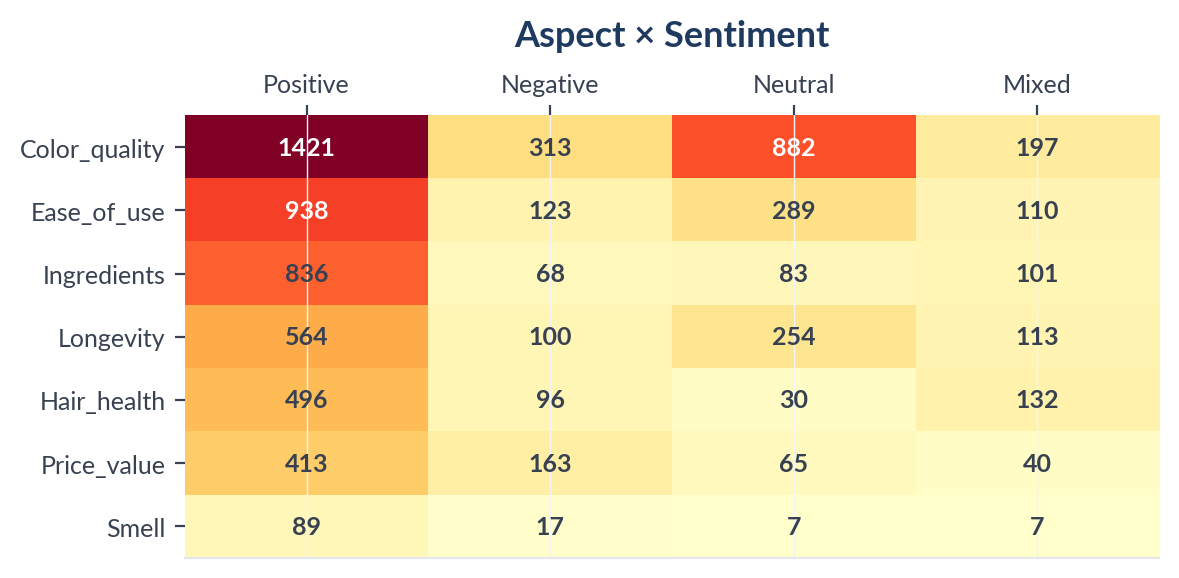 Aspect × Sentiment
Positive Negative Neutral Mixed
Color_quality 1421 313 882 197
Ease_of_use 938 123 289 110
Ingredients 836 68 83 101
Longevity 564 100 254 113
Hair_health 496 96 30 132
Price_value 413 163 65 40
Smell 89 17 7 7